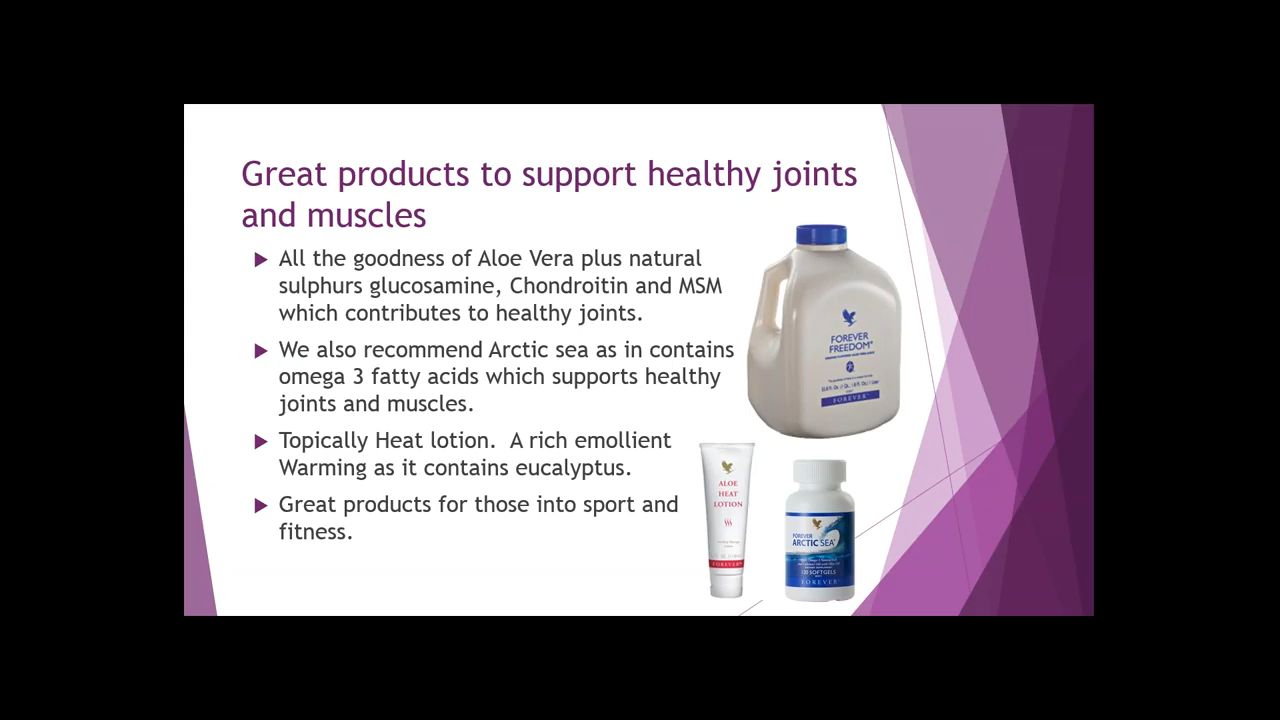 Great products to support healthy joints
and muscles
All the goodness of Aloe Vera plus natural
sulphurs glucosamine, Chondroitin and MSM
which contributes to healthy joints.
We also recommend Arctic sea as in contains
omega 3 fatty acids which supports healthy
joints and muscles.
Topically Heat lotion.  A rich emollient
Warming as it contains eucalyptus.
Great products for those into sport and
fitness.
FOREVER
FREEDOM®
FOREVER
ALOE
HEAT
LOTION
FOREVER
FOREVER
ARCTIC SEA®
120 SOFTGELS
FOREVER